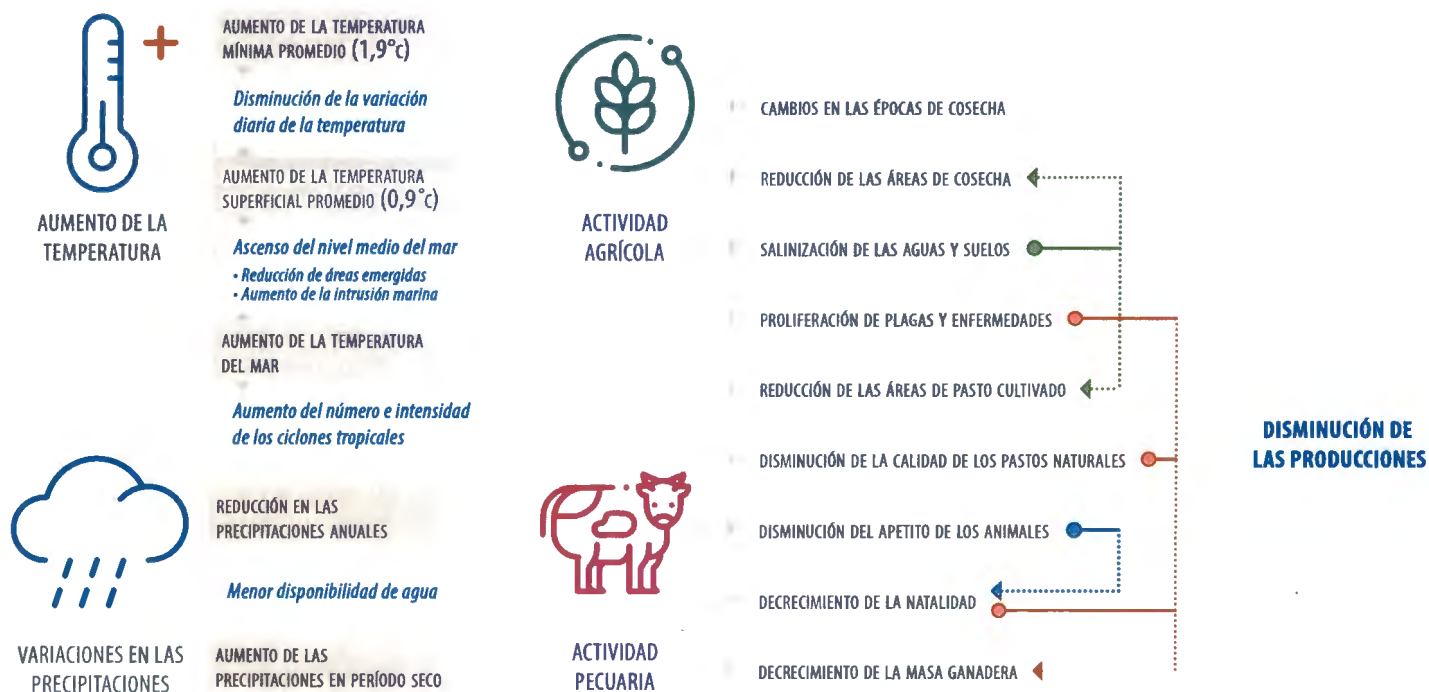 AUMENTO DE LA
TEMPERATURA
AUMENTO DE LA TEMPERATURA
MÍNIMA PROMEDIO (1,9°C)
Disminución de la variación
diaria de la temperatura
AUMENTO DE LA TEMPERATURA
SUPERFICIAL PROMEDIO (0,9°C)
Ascenso del nivel medio del mar
• Reducción de áreas emergidas
• Aumento de la intrusión marina
AUMENTO DE LA TEMPERATURA
DEL MAR
Aumento del número e intensidad
de los ciclones tropicales
VARIACIONES EN LAS
PRECIPITACIONES
REDUCCIÓN EN LAS
PRECIPITACIONES ANUALES
Menor disponibilidad de agua
AUMENTO DE LAS
PRECIPITACIONES EN PERÍODO SECO
ACTIVIDAD
AGRÍCOLA
ACTIVIDAD
PECUARIA
CAMBIOS EN LAS ÉPOCAS DE COSECHA
REDUCCIÓN DE LAS ÁREAS DE COSECHA
SALINIZACIÓN DE LAS AGUAS Y SUELOS
PROLIFERACIÓN DE PLAGAS Y ENFERMEDADES
REDUCCIÓN DE LAS ÁREAS DE PASTO CULTIVADO
DISMINUCIÓN DE LA CALIDAD DE LOS PASTOS NATURALES
DISMINUCIÓN DEL APETITO DE LOS ANIMALES
DECRECIMIENTO DE LA NATALIDAD
DECRECIMIENTO DE LA MASA GANADERA
DISMINUCIÓN DE
LAS PRODUCCIONES